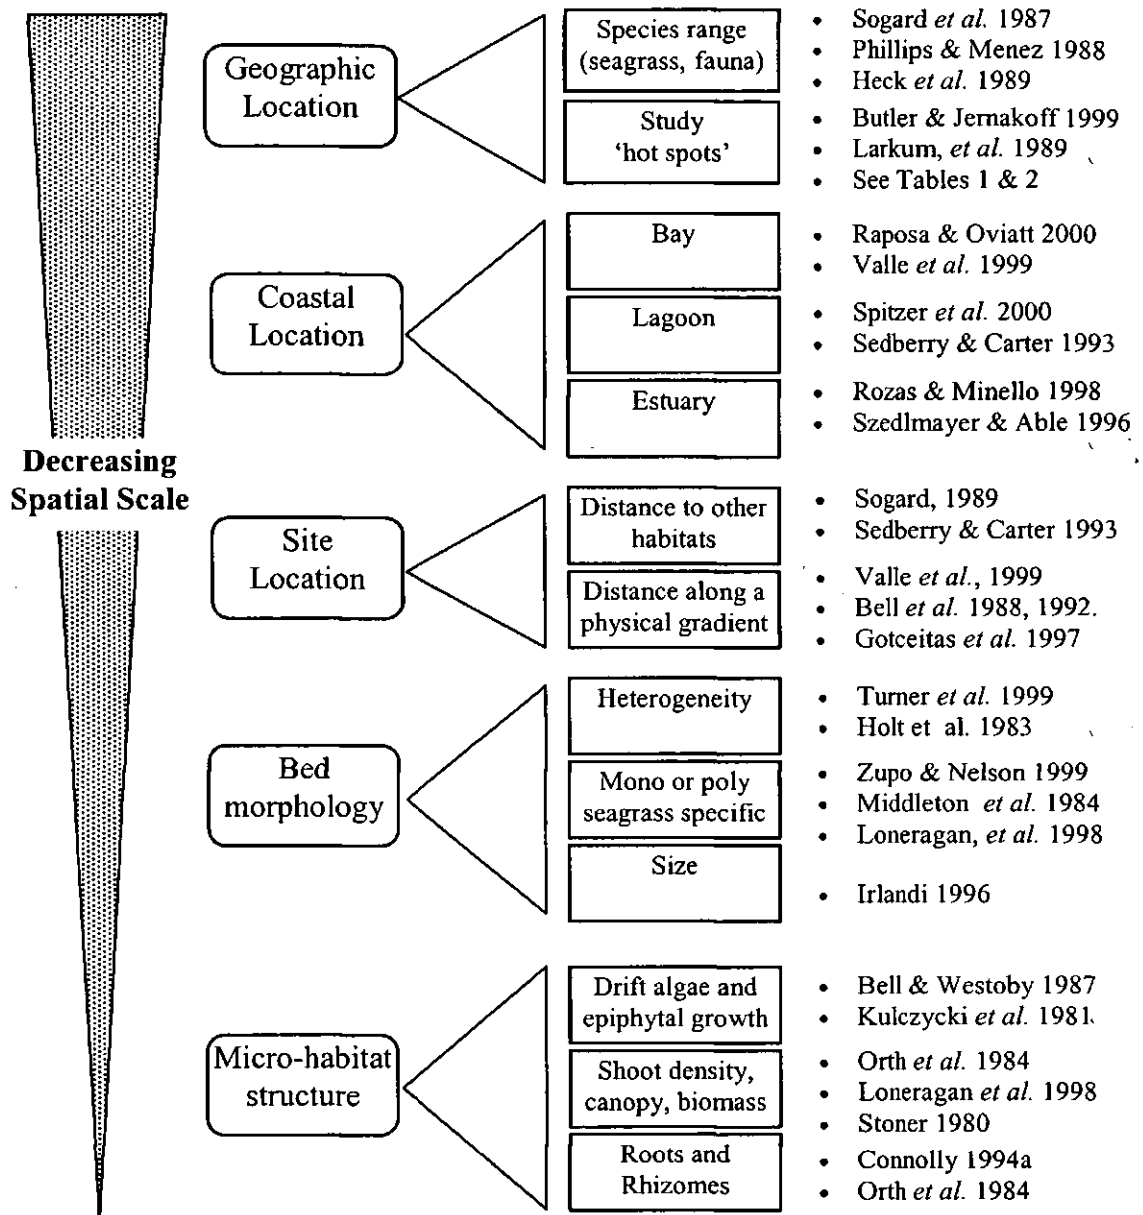 Geographic
Location
Species range
(seagrass, fauna)
• Sogard et al. 1987
• Phillips & Menez 1988
• Heck et al. 1989
Study
‘hot spots’
• Butler & Jernakoff 1999
• Larkum, et al. 1989
• See Tables 1 & 2
Coastal
Location
Bay
• Raposa & Oviatt 2000
• Valle et al. 1999
Lagoon
• Spitzer et al. 2000
• Sedberry & Carter 1993
Estuary
• Rozas & Minello 1998
• Szedlmayer & Able 1996
Decreasing
Spatial Scale
Site
Location
Distance to other
habitats
• Sogard, 1989
• Sedberry & Carter 1993
Distance along a
physical gradient
• Valle et al., 1999
• Bell et al. 1988, 1992.
• Gotceitas et al. 1997
Bed
morphology
Heterogeneity
• Turner et al. 1999
• Holt et al. 1983
Mono or poly
seagrass specific
• Zupo & Nelson 1999
• Middleton et al. 1984
• Loneragan, et al. 1998
Size
• Irlandi 1996
Micro-habitat
structure
Drift algae and
epiphytal growth
• Bell & Westoby 1987
• Kulczycki et al. 1981
Shoot density,
canopy, biomass
• Orth et al. 1984
• Loneragan et al. 1998
• Stoner 1980
Roots and
Rhizomes
• Connolly 1994a
• Orth et al. 1984